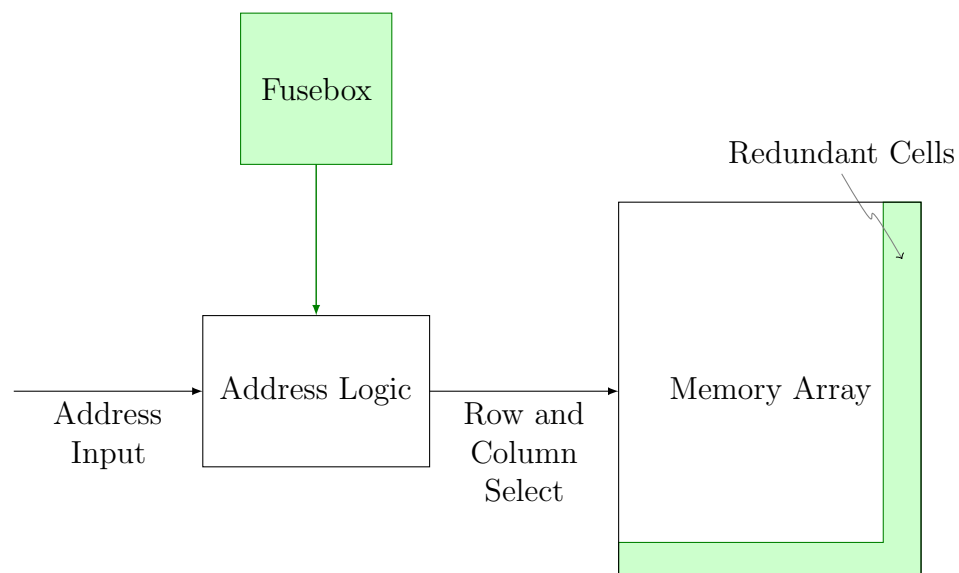 Fusebox
Redundant Cells
Address Logic
Memory Array
Address
Input
Row and
Column
Select